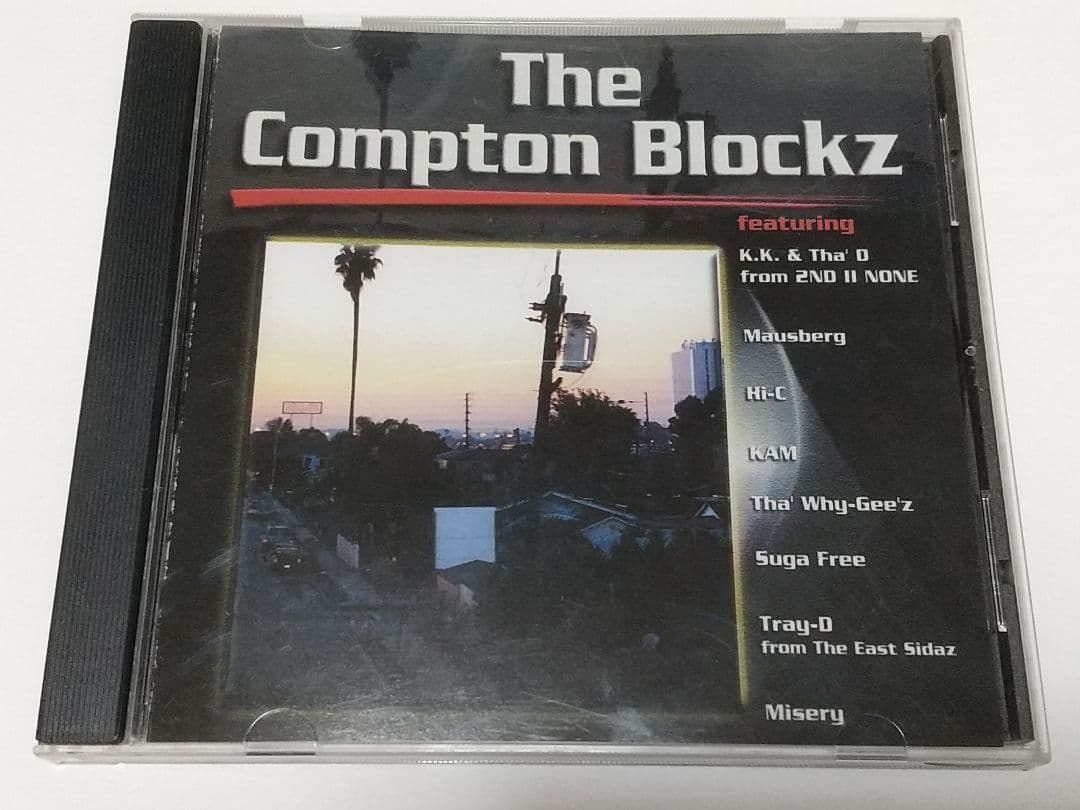 The
Compton Blockz
featuring
K.K. & Tha' D
from 2ND II NONE
Mausberg
Hi-C
KAM
Tha' Why-Gee'z
Suga Free
Tray-D
from The East Sidaz
Misery